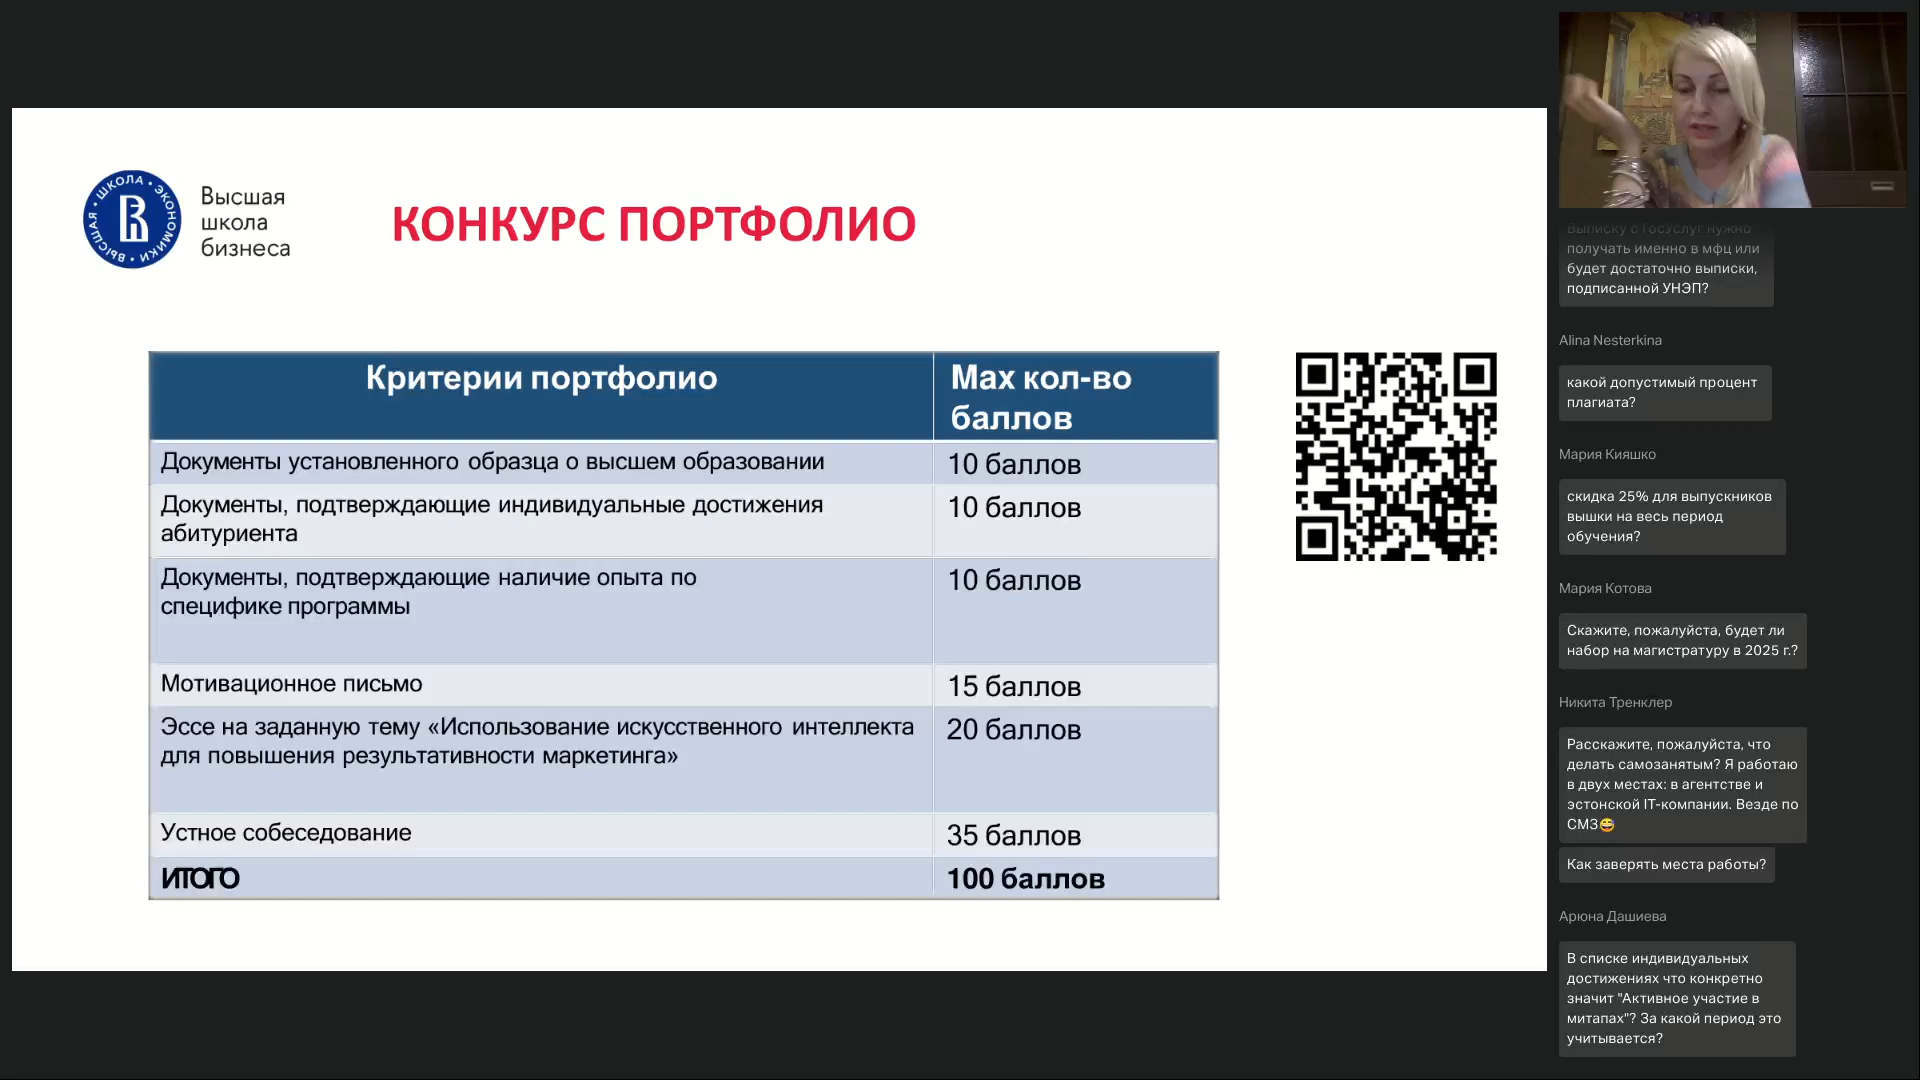 ВЫСШАЯ • ШКОЛА • ЭКОНОМИКИ •
Высшая
школа
бизнеса
КОНКУРС ПОРТФОЛИО
Критерии портфолио
Мах кол-во
баллов
Документы установленного образца о высшем образовании
10 баллов
Документы, подтверждающие индивидуальные достижения
абитуриента
10 баллов
Документы, подтверждающие наличие опыта по
специфике программы
10 баллов
Мотивационное письмо
15 баллов
Эссе на заданную тему «Использование искусственного интеллекта
для повышения результативности маркетинга»
20 баллов
Устное собеседование
35 баллов
ИТОГО
100 баллов
Выписку с Госуслуг нужно
получать именно в мфц или
будет достаточно выписки,
подписанной УНЭП?
Alina Nesterkina
какой допустимый процент
плагиата?
Мария Кияшко
скидка 25% для выпускников
вышки на весь период
обучения?
Мария Котова
Скажите, пожалуйста, будет ли
набор на магистратуру в 2025 г.?
Никита Тренклер
Расскажите, пожалуйста, что
делать самозанятым? Я работаю
в двух местах: в агентстве и
эстонской IT-компании. Везде по
СМЗ😅
Как заверять места работы?
Арюна Дашиева
В списке индивидуальных
достижениях что конкретно
значит "Активное участие в
митапах"? За какой период это
учитывается?